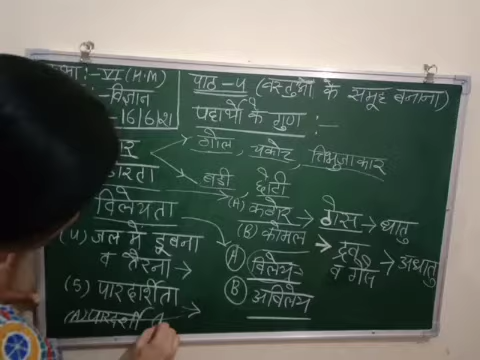 :-VI (H.M)
:-विज्ञान
-16/6/21
पाठ-4 (वस्तुओं के समूह बनाना)
पदार्थो के गुण :-
गोल, चकोर, त्रिभुजाकार
बड़ी छोटी
(A) कठोर → ठोस → धातु
(B) कोमल → द्रव व गैस → अधातु
विलेयता
(A) विलेय
(B) अविलेय
(4) जल में डूबना
व तैरना →
(5) पारदर्शिता
(A) पारदर्शी